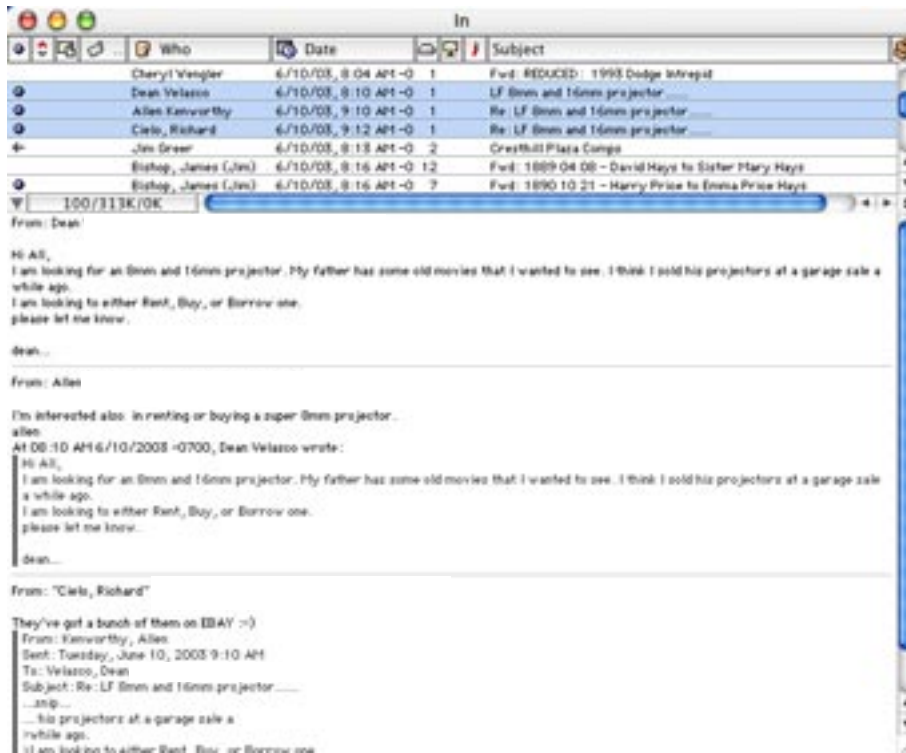 In
Who Date Subject
Cheryl Vengler 6/10/03, 8:04 AM -0 1 Fwd: REDUCED: 1993 Dodge Intrepid
Dean Velasco 6/10/03, 8:10 AM -0 1 LF 8mm and 16mm projector......
Allen Kenworthy 6/10/03, 9:10 AM -0 1 Re: LF 8mm and 16mm projector......
Cielo, Richard 6/10/03, 9:12 AM -0 1 Re: LF 8mm and 16mm projector......
Jim Greer 6/10/03, 8:13 AM -0 2 Cresthill Plaza Comps
Bishop, James (Jim) 6/10/03, 8:16 AM -0 12 Fwd: 1889 04 08 - David Hays to Sister Mary Hays
Bishop, James (Jim) 6/10/03, 8:16 AM -0 7 Fwd: 1890 10 21 - Harry Price to Emma Price Hays
100/313K/0K
From: Dean
Hi All,
I am looking for an 8mm and 16mm projector. My father has some old movies that I wanted to see. I think I sold his projectors at a garage sale a
while ago.
I am looking to either Rent, Buy, or Borrow one.
please let me know.
dean...
From: Allen
I'm interested also in renting or buying a super 8mm projector.
allen
At 08:10 AM 6/10/2003 -0700, Dean Velasco wrote:
Hi All,
I am looking for an 8mm and 16mm projector. My father has some old movies that I wanted to see. I think I sold his projectors at a garage sale
a while ago.
I am looking to either Rent, Buy, or Borrow one.
please let me know.
dean...
From: "Cielo, Richard"
They've got a bunch of them on EBAY :-)
From: Kenworthy, Allen
Sent: Tuesday, June 10, 2003 9:10 AM
To: Velasco, Dean
Subject: Re: LF 8mm and 16mm projector......
...snip...
... his projectors at a garage sale a
>while ago.
>I am looking to either Rent, Buy, or Borrow one.